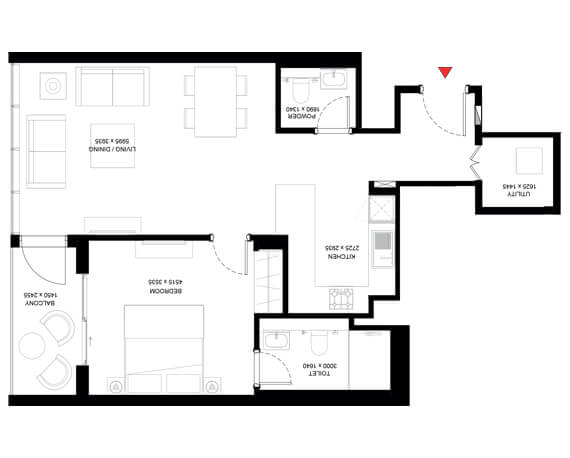 POWDER
1690 x 1340
LIVING / DINING
5995 x 3935
UTILITY
1625 x 1445
KITCHEN
2725 x 2935
BEDROOM
4515 x 3535
BALCONY
1450 x 2455
TOILET
3000 x 1640